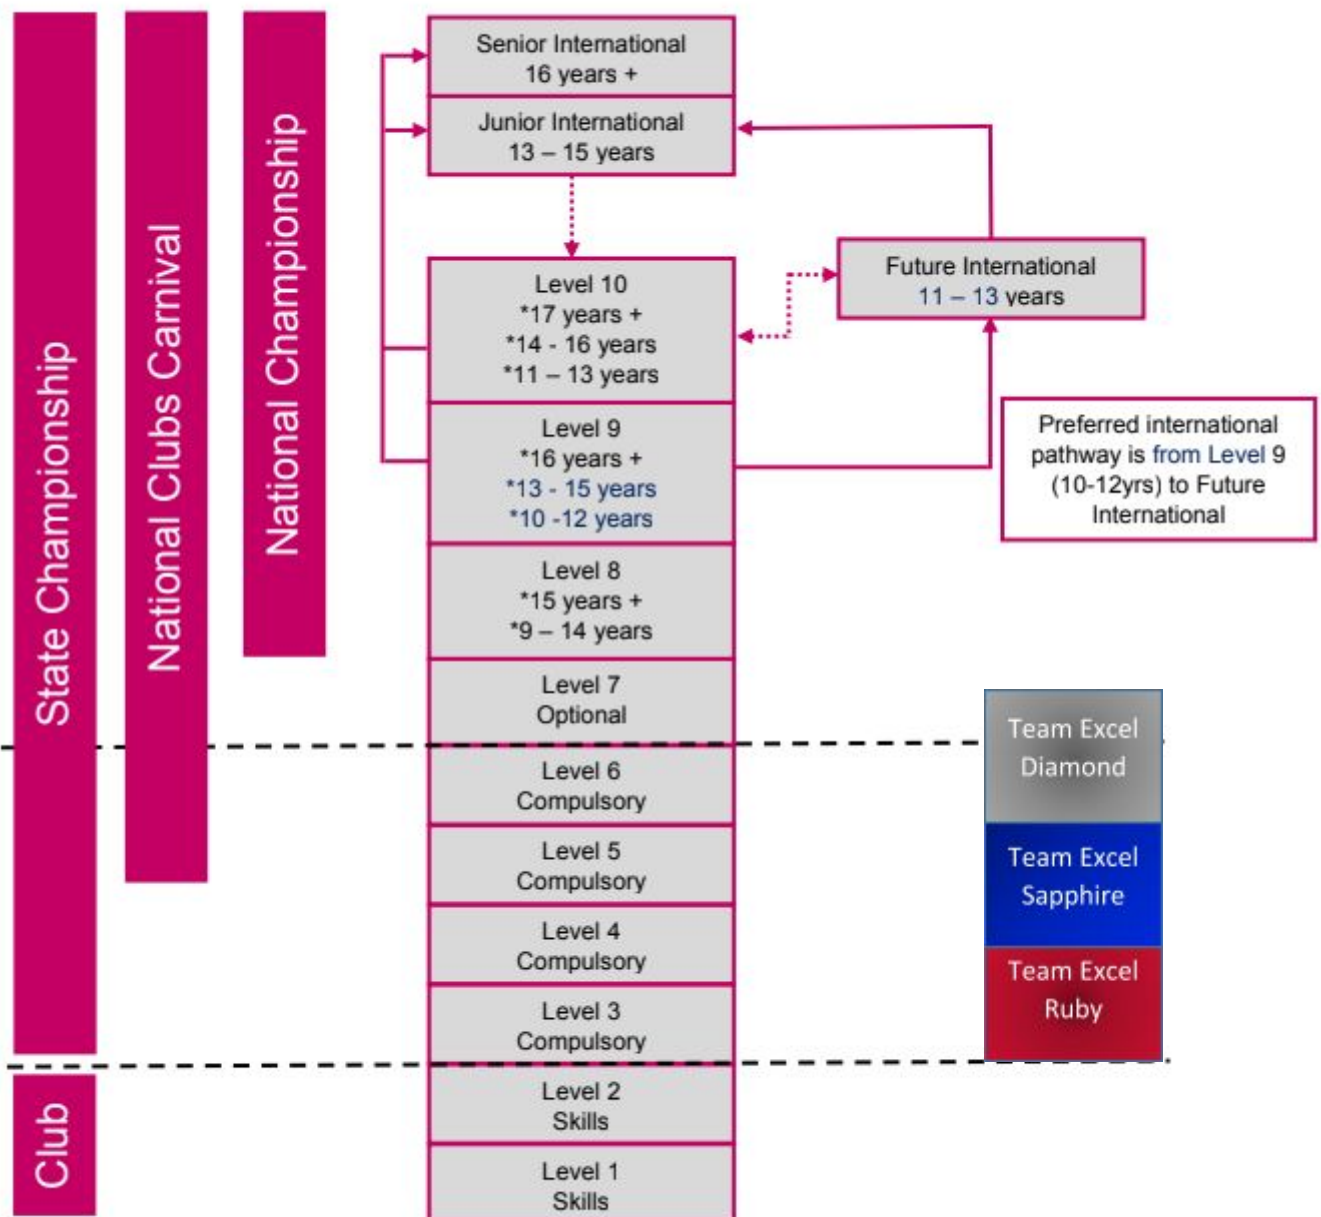 State Championship
National Clubs Carnival
National Championship
Club
Senior International
16 years +
Junior International
13 – 15 years
Level 10
*17 years +
*14 - 16 years
*11 – 13 years
Future International
11 – 13 years
Level 9
*16 years +
*13 - 15 years
*10 -12 years
Preferred international
pathway is from Level 9
(10-12yrs) to Future
International
Level 8
*15 years +
*9 – 14 years
Level 7
Optional
Level 6
Compulsory
Level 5
Compulsory
Level 4
Compulsory
Level 3
Compulsory
Level 2
Skills
Level 1
Skills
Team Excel
Diamond
Team Excel
Sapphire
Team Excel
Ruby